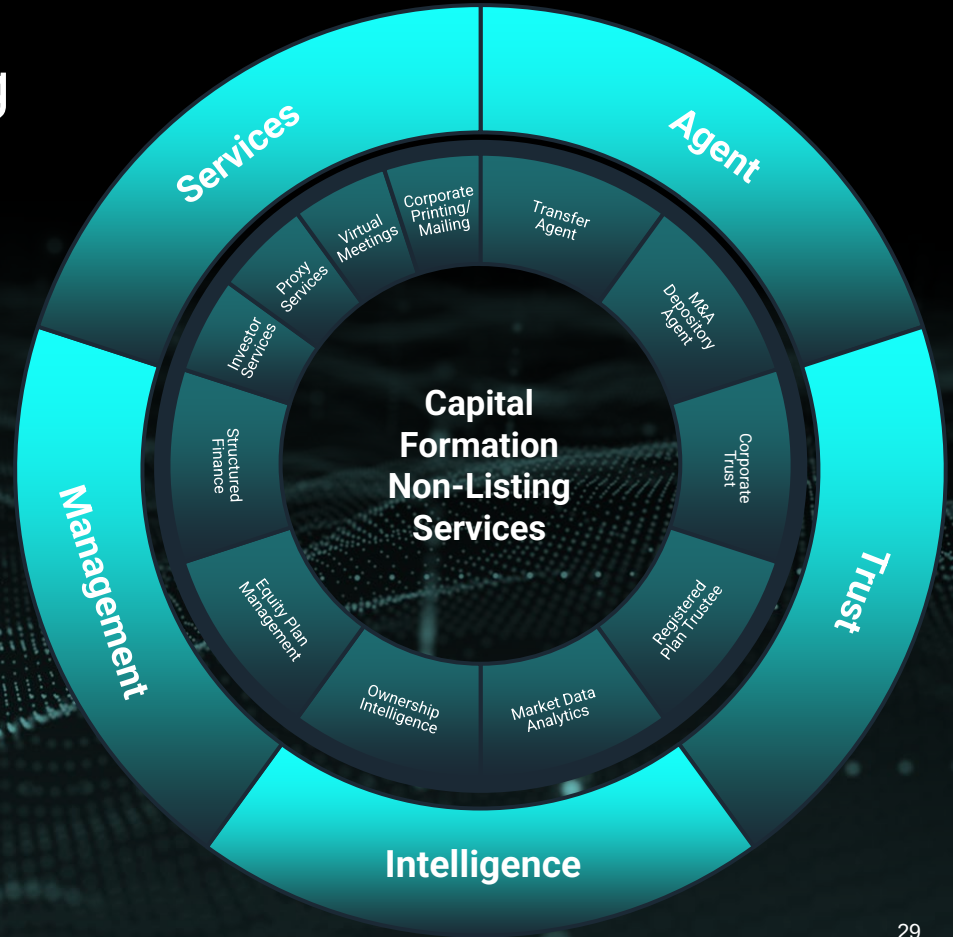 g
Services
Agent
Corporate
Printing/
Mailing
Transfer
Agent
Virtual
Meetings
M&A
Depository
Agent
Proxy
Services
Investor
Services
Capital
Formation
Non-Listing
Services
Structured
Finance
Corporate
Trust
Management
Trust
Equity Plan
Management
Registered
Plan Trustee
Ownership
Intelligence
Market Data
Analytics
Intelligence
29